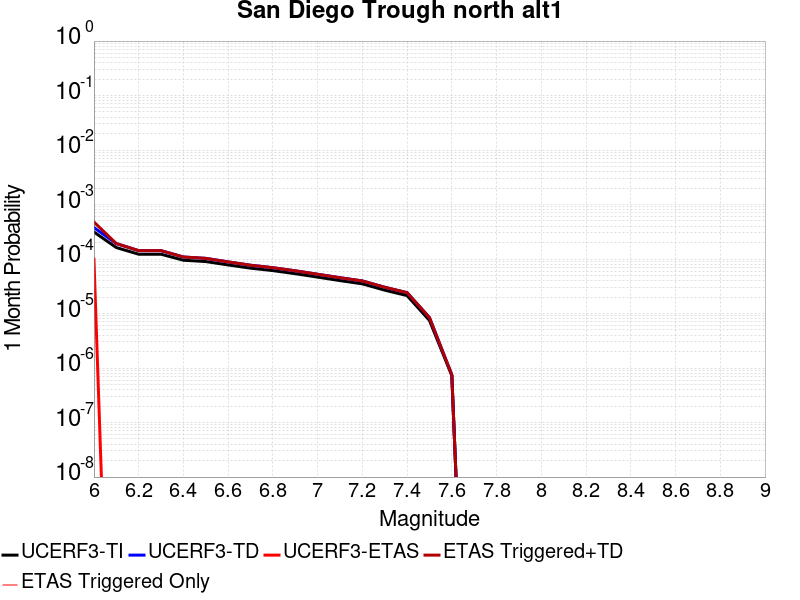 San Diego Trough north alt1
10^0
10^-1
10^-2
10^-3
10^-4
10^-5
10^-6
10^-7
10^-8
1 Month Probability
6 6.2 6.4 6.6 6.8 7 7.2 7.4 7.6 7.8 8 8.2 8.4 8.6 8.8 9
Magnitude
UCERF3-TI UCERF3-TD UCERF3-ETAS ETAS Triggered+TD
ETAS Triggered Only